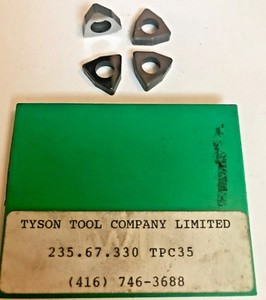 TYSON TOOL COMPANY LIMITED
235.67.330 TPC35
(416) 746-3688